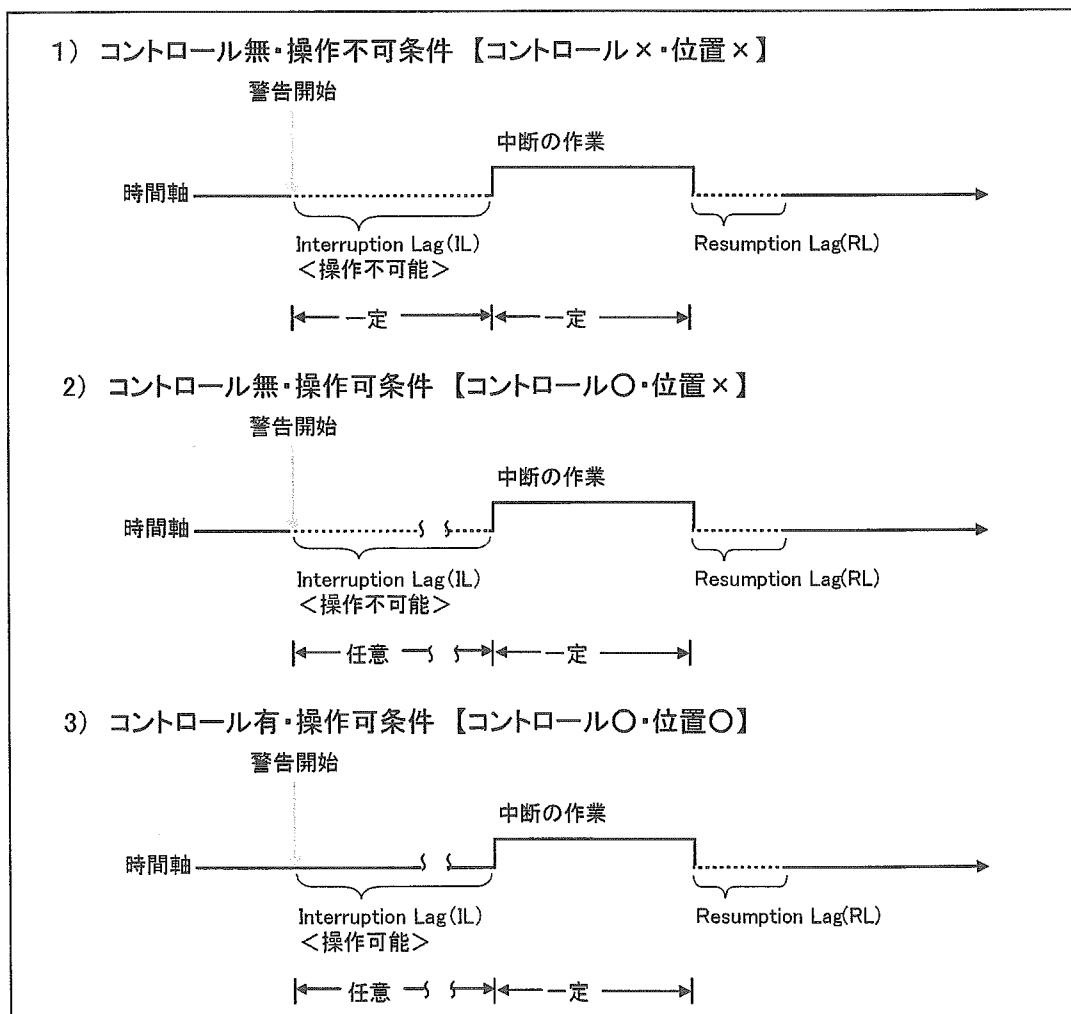 1) コントロール無・操作不可条件 【コントロール×・位置×】
警告開始
中断の作業
時間軸
Interruption Lag(IL)
Resumption Lag(RL)
＜操作不可能＞
一定
一定
2) コントロール無・操作可条件 【コントロール〇・位置×】
警告開始
中断の作業
時間軸
Interruption Lag(IL)
Resumption Lag(RL)
＜操作不可能＞
任意
一定
3) コントロール有・操作可条件 【コントロール〇・位置〇】
警告開始
中断の作業
時間軸
Interruption Lag(IL)
Resumption Lag(RL)
＜操作可能＞
任意
一定